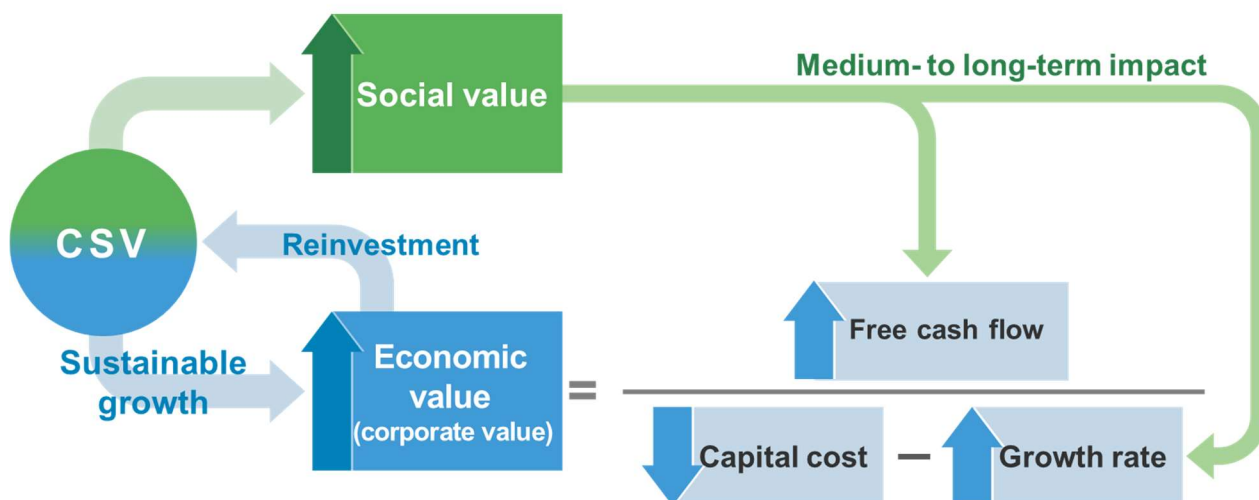 Medium- to long-term impact
Social value
CSV
Reinvestment
Sustainable
growth
Economic
value
(corporate value)
=
Free cash flow
Capital cost
–
Growth rate